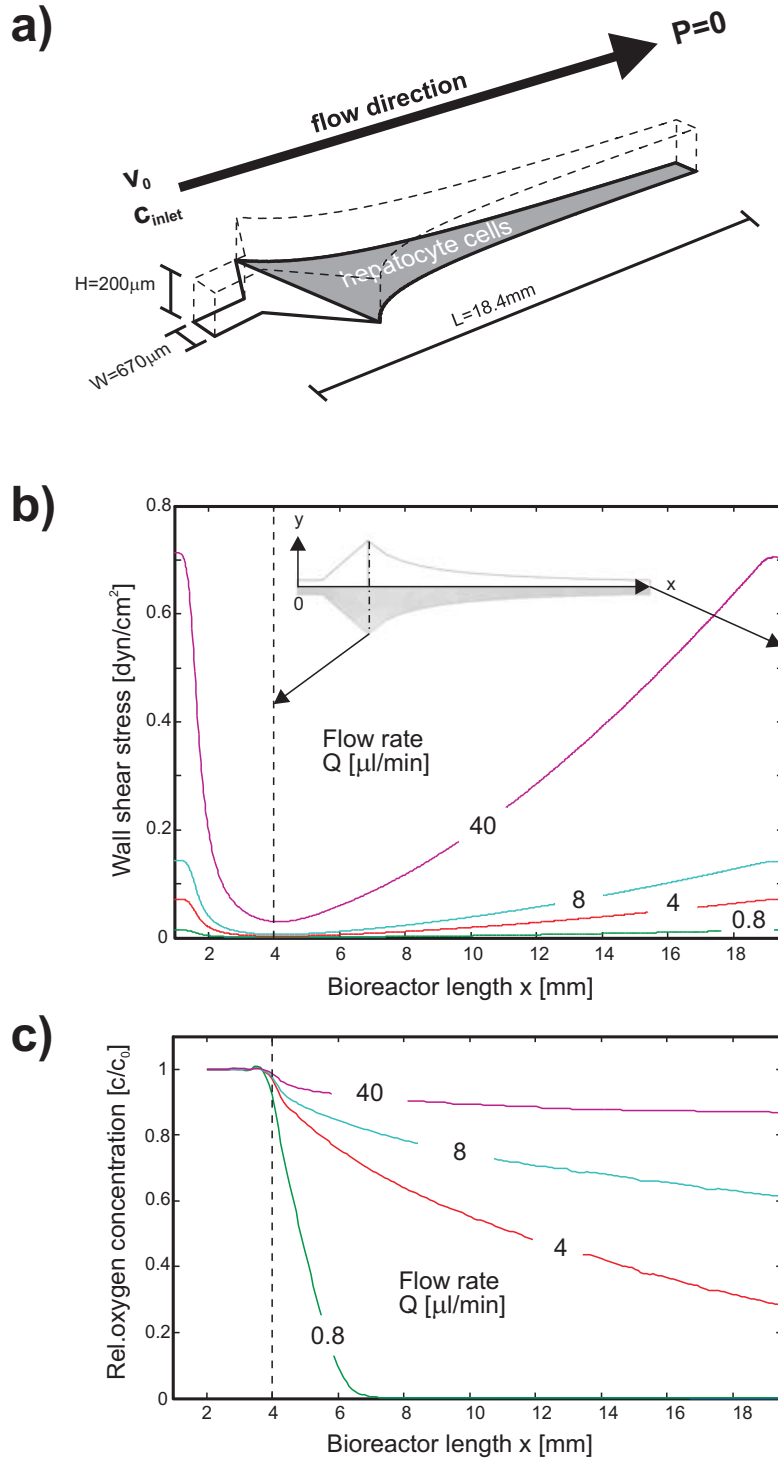 a)
P=0
flow direction
v₀
c_inlet
hepatocyte cells
H=200μm
W=670μm
L=18.4mm
b)
Wall shear stress [dyn/cm²]
0.8
0.6
0.4
0.2
0
y
0
x
Flow rate
Q [μl/min]
40
8
4
0.8
2 4 6 8 10 12 14 16 18
Bioreactor length x [mm]
c)
Rel.oxygen concentration [c/c₀]
1
0.8
0.6
0.4
0.2
0
40
8
4
Flow rate
Q [μl/min]
0.8
2 4 6 8 10 12 14 16 18
Bioreactor length x [mm]